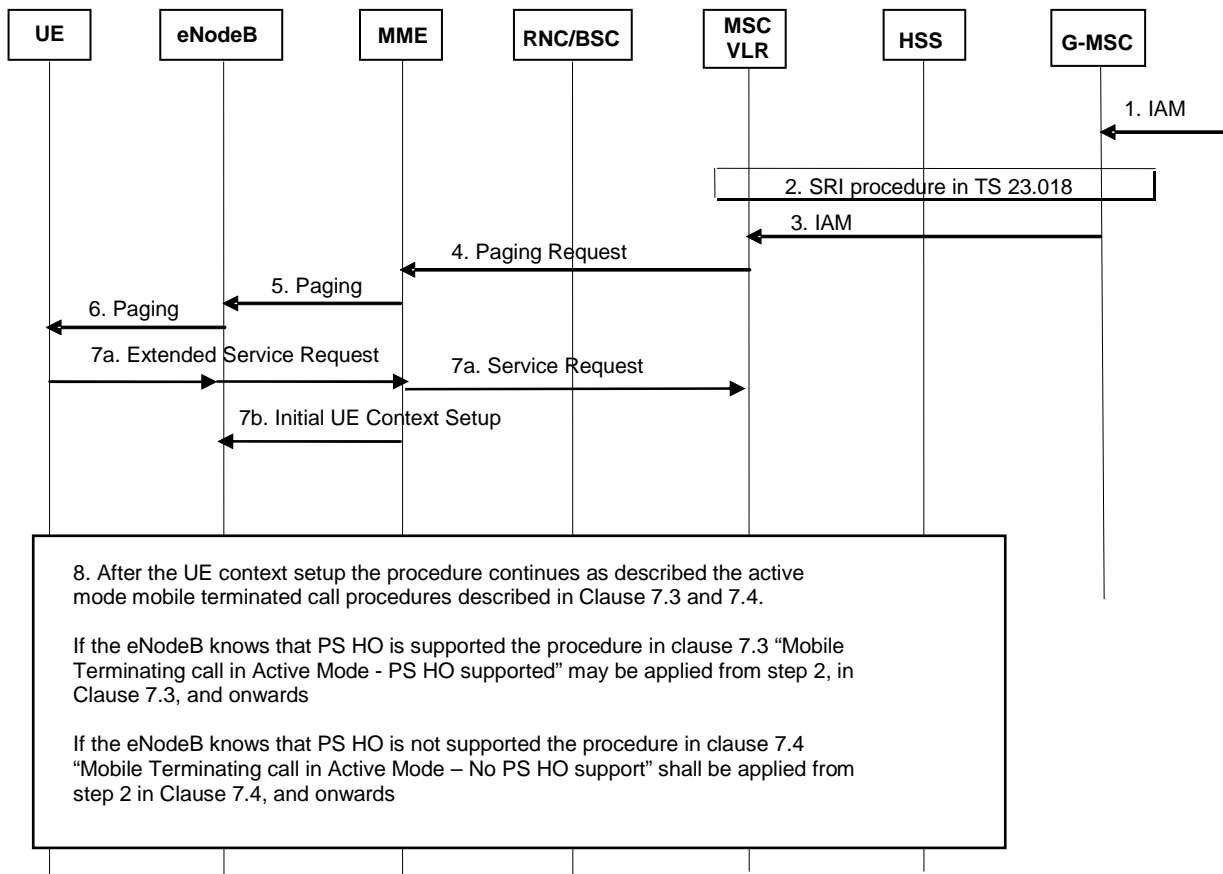 UE
eNodeB
MME
RNC/BSC
MSC
VLR
HSS
G-MSC
1. IAM
2. SRI procedure in TS 23.018
3. IAM
4. Paging Request
5. Paging
6. Paging
7a. Extended Service Request
7a. Service Request
7b. Initial UE Context Setup
8. After the UE context setup the procedure continues as described the active
mode mobile terminated call procedures described in Clause 7.3 and 7.4.
If the eNodeB knows that PS HO is supported the procedure in clause 7.3 “Mobile
Terminating call in Active Mode - PS HO supported” may be applied from step 2, in
Clause 7.3, and onwards
If the eNodeB knows that PS HO is not supported the procedure in clause 7.4
“Mobile Terminating call in Active Mode – No PS HO support” shall be applied from
step 2 in Clause 7.4, and onwards